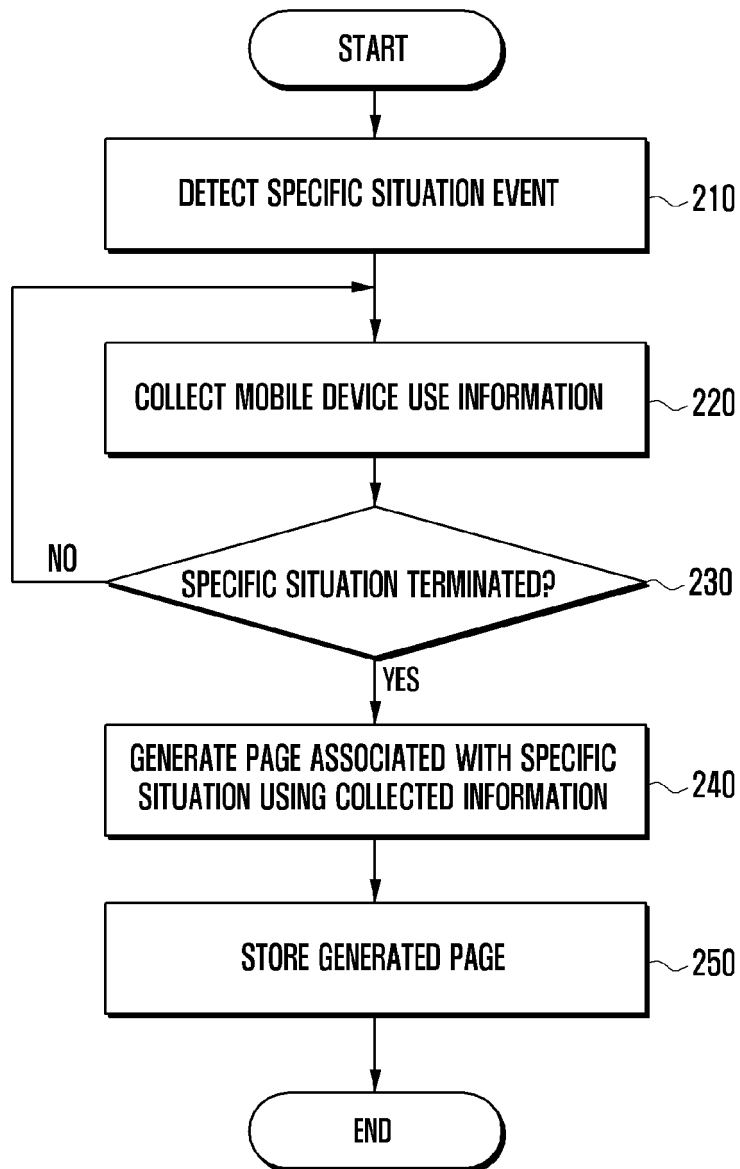 START
DETECT SPECIFIC SITUATION EVENT
210
COLLECT MOBILE DEVICE USE INFORMATION
220
NO
SPECIFIC SITUATION TERMINATED?
230
YES
GENERATE PAGE ASSOCIATED WITH SPECIFIC
SITUATION USING COLLECTED INFORMATION
240
STORE GENERATED PAGE
250
END